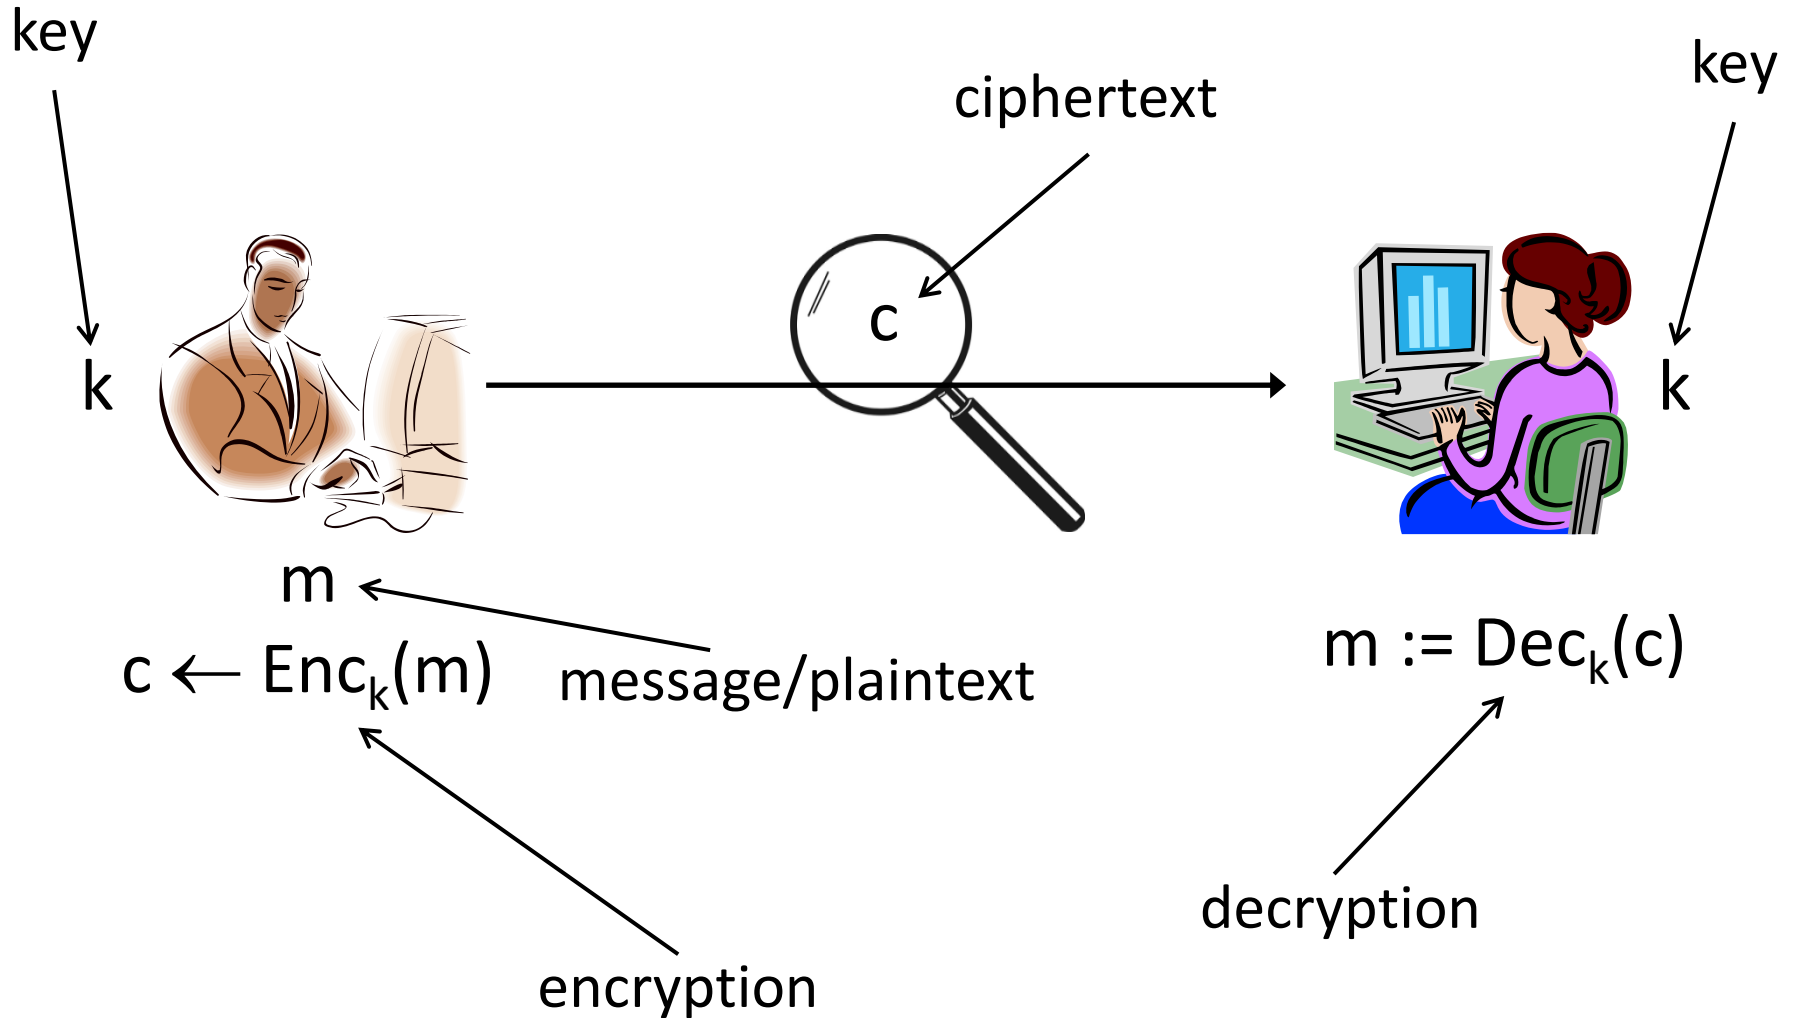 key
key
ciphertext
c
k
k
m
c ← Enck(m)
message/plaintext
m := Deck(c)
decryption
encryption